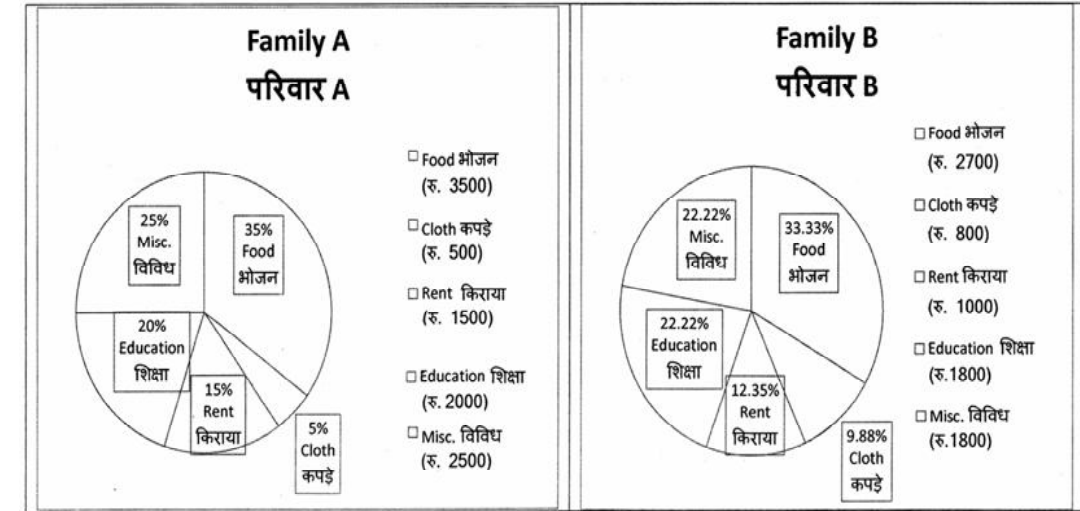 Family A
परिवार A
25%
Misc.
विविध
35%
Food
भोजन
20%
Education
शिक्षा
15%
Rent
किराया
5%
Cloth
कपड़े
Food भोजन
(रु. 3500)
Cloth कपड़े
(रु. 500)
Rent किराया
(रु. 1500)
Education शिक्षा
(रु. 2000)
Misc. विविध
(रु. 2500)
Family B
परिवार B
22.22%
Misc.
विविध
33.33%
Food
भोजन
22.22%
Education
शिक्षा
12.35%
Rent
किराया
9.88%
Cloth
कपड़े
Food भोजन
(रु. 2700)
Cloth कपड़े
(रु. 800)
Rent किराया
(रु. 1000)
Education शिक्षा
(रु.1800)
Misc. विविध
(रु.1800)